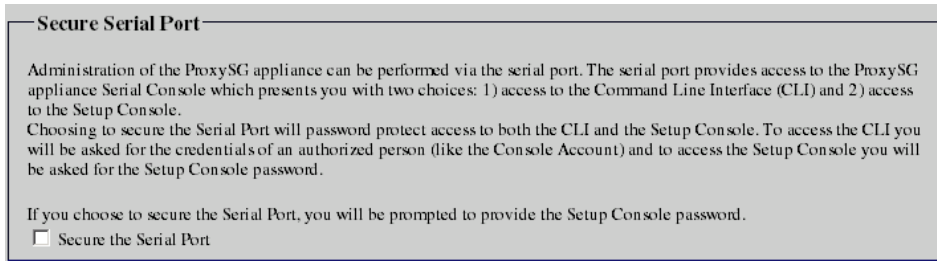 Secure Serial Port
Administration of the ProxySG appliance can be performed via the serial port. The serial port provides access to the ProxySG
appliance Serial Console which presents you with two choices: 1) access to the Command Line Interface (CLI) and 2) access
to the Setup Console.
Choosing to secure the Serial Port will password protect access to both the CLI and the Setup Console. To access the CLI you
will be asked for the credentials of an authorized person (like the Console Account) and to access the Setup Console you will
be asked for the Setup Console password.
If you choose to secure the Serial Port, you will be prompted to provide the Setup Console password.
Secure the Serial Port